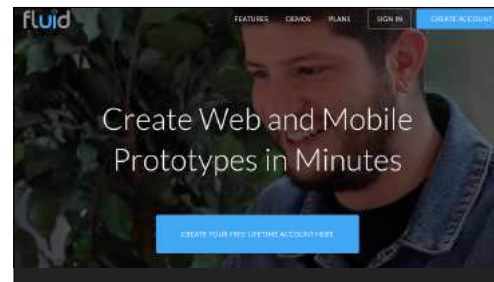 fluid
FEATURES DEMOS PLANS SIGN IN CREATE ACCOUNT
Create Web and Mobile
Prototypes in Minutes
CREATE YOUR FREE LIFETIME ACCOUNT HERE